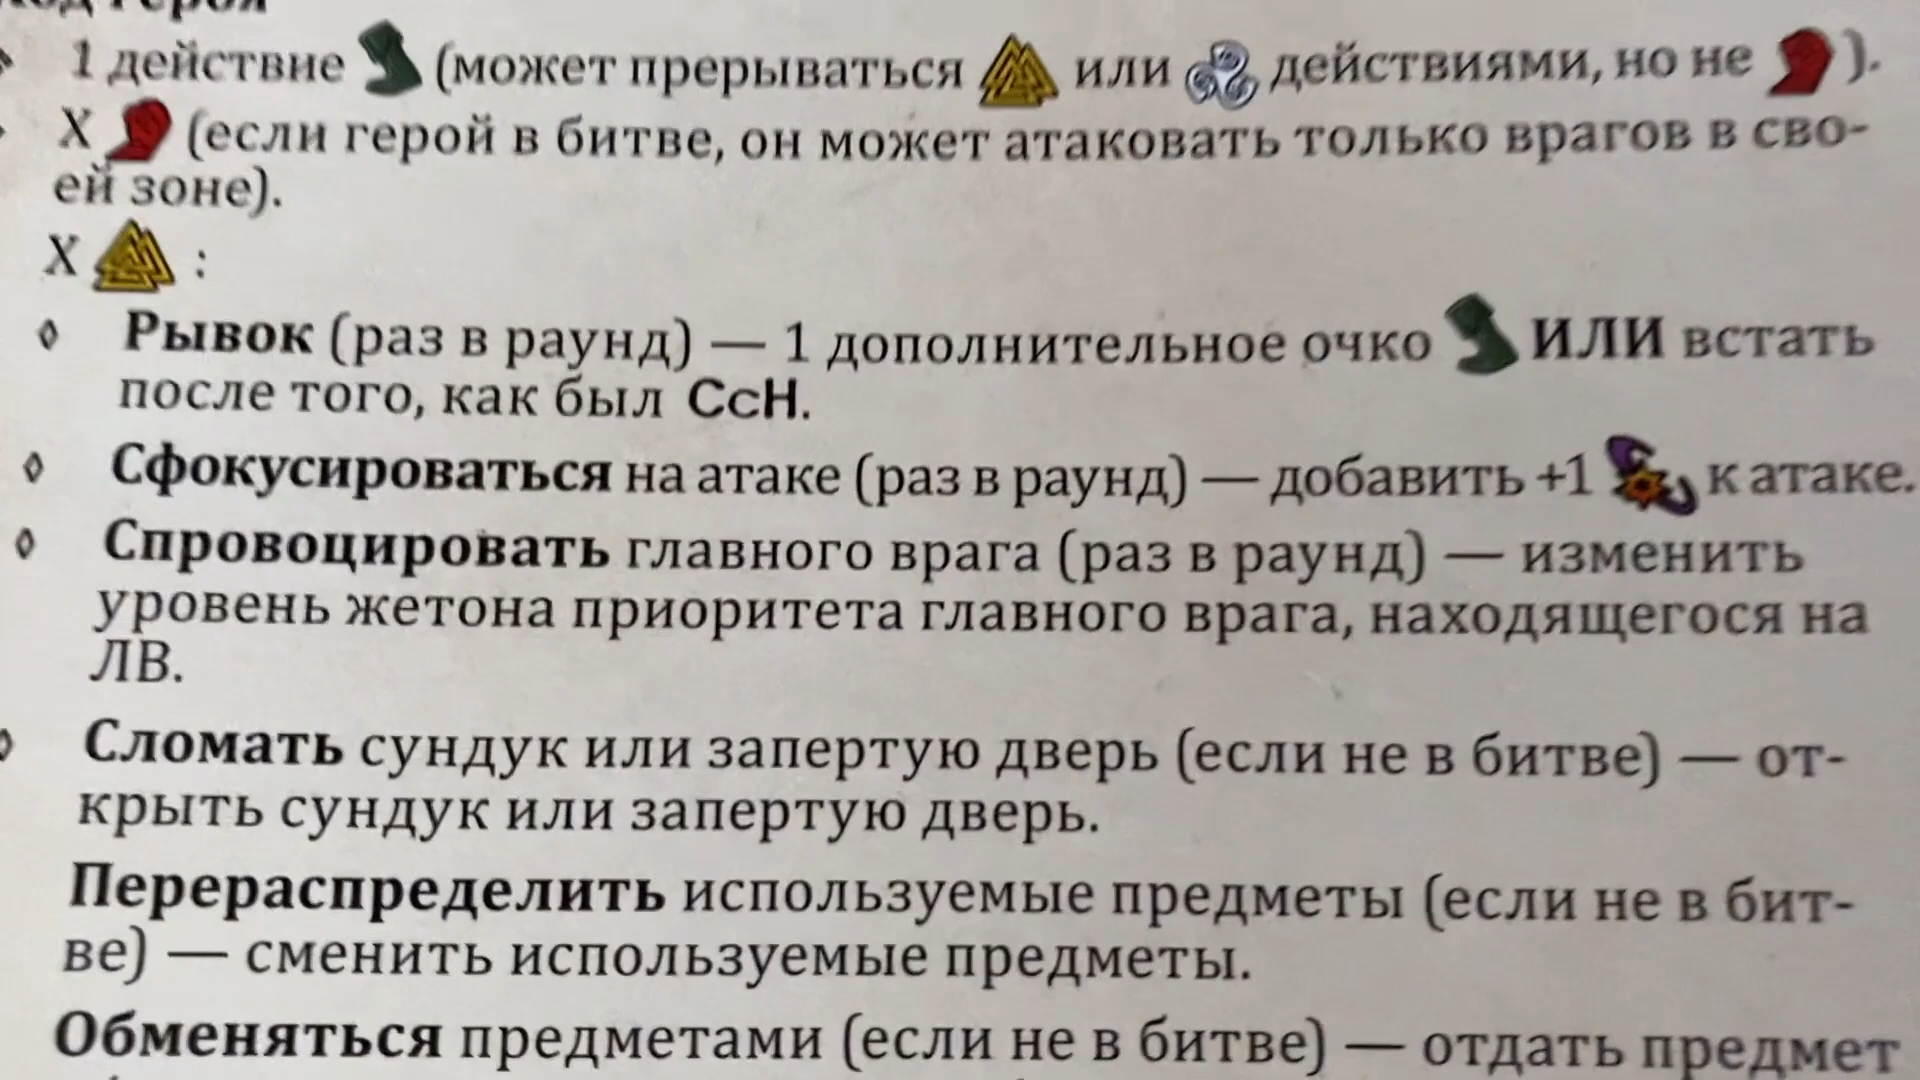 Ход героя
1 действие (может прерываться или действиями, но не ).
X (если герой в битве, он может атаковать только врагов в сво-
ей зоне).
X :
◊ Рывок (раз в раунд) — 1 дополнительное очко ИЛИ встать
после того, как был СсН.
◊ Сфокусироваться на атаке (раз в раунд) — добавить +1 к атаке.
◊ Спровоцировать главного врага (раз в раунд) — изменить
уровень жетона приоритета главного врага, находящегося на
ЛВ.
◊ Сломать сундук или запертую дверь (если не в битве) — от-
крыть сундук или запертую дверь.
Перераспределить используемые предметы (если не в бит-
ве) — сменить используемые предметы.
Обменяться предметами (если не в битве) — отдать предмет